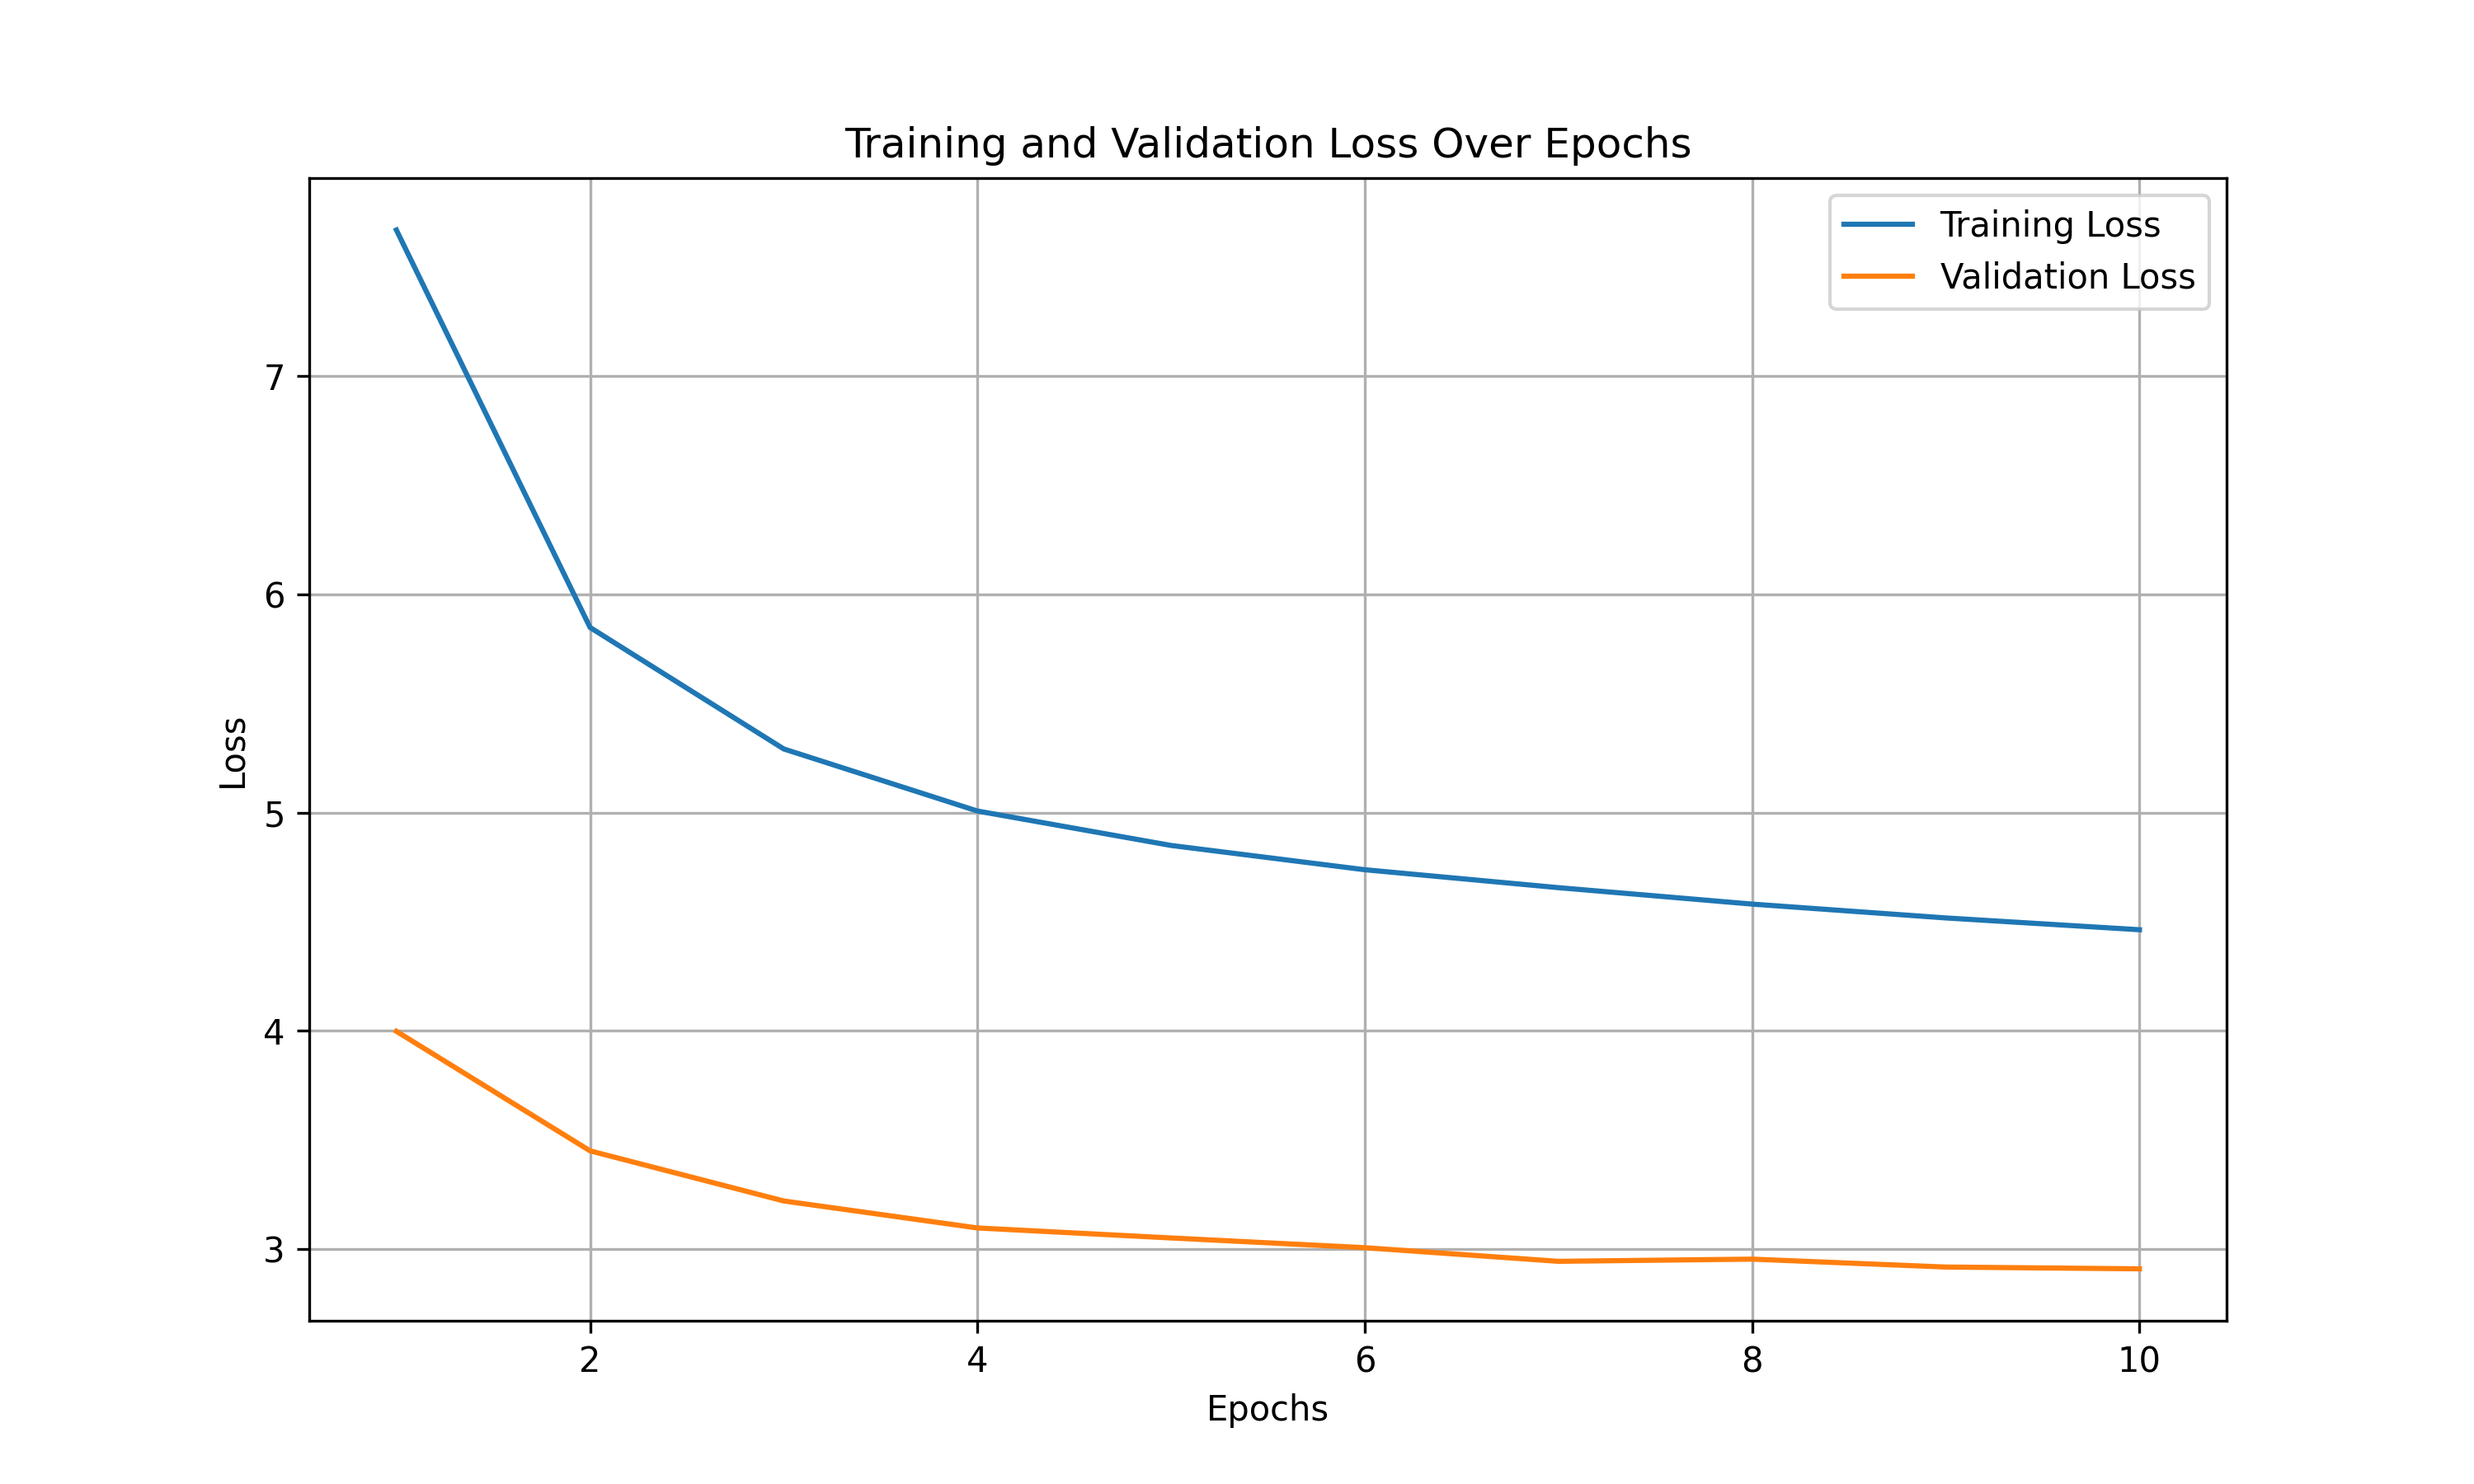 Training and Validation Loss Over Epochs
Training Loss
Validation Loss
7
6
5
4
3
Loss
2 4 6 8 10
Epochs